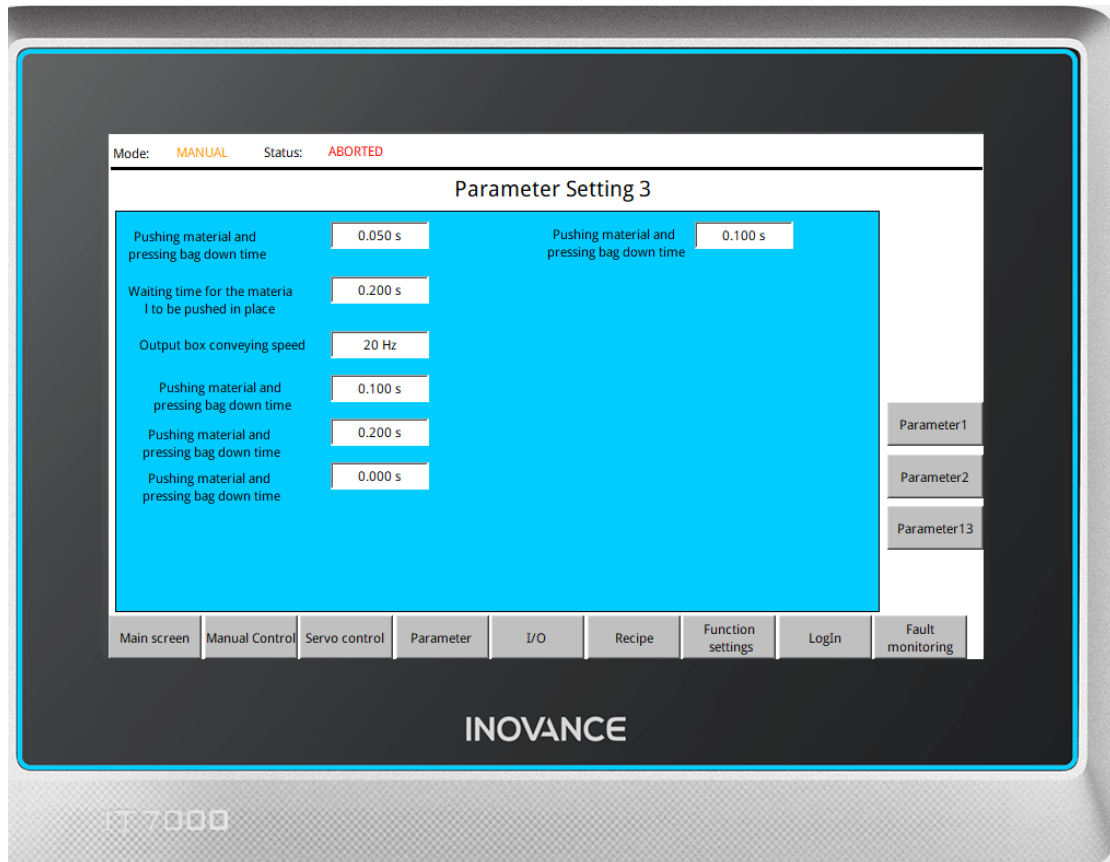 Mode: MANUAL Status: ABORTED
Parameter Setting 3
Pushing material and
pressing bag down time
0.050 s
Pushing material and
pressing bag down time
0.100 s
Waiting time for the materia
l to be pushed in place
0.200 s
Output box conveying speed
20 Hz
Pushing material and
pressing bag down time
0.100 s
Pushing material and
pressing bag down time
0.200 s
Pushing material and
pressing bag down time
0.000 s
Parameter1
Parameter2
Parameter13
Main screen
Manual Control
Servo control
Parameter
I/O
Recipe
Function
settings
LogIn
Fault
monitoring
INOVANCE
IT7000